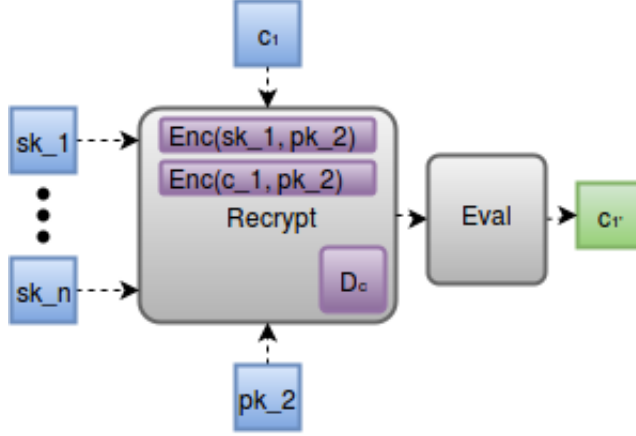 c₁
sk_1
Enc(sk_1, pk_2)
Enc(c_1, pk_2)
Recrypt
Eval
c₁'
sk_n
D꜀
pk_2